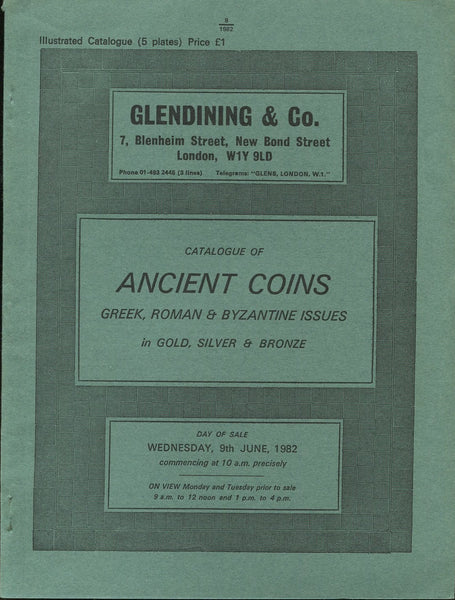 8
1982
Illustrated Catalogue (5 plates) Price £1
GLENDINING & Co.
7, Blenheim Street, New Bond Street
London, W1Y 9LD
Phone 01-493 2445 (3 lines) Telegrams: "GLENS, LONDON, W.1."
CATALOGUE OF
ANCIENT COINS
GREEK, ROMAN & BYZANTINE ISSUES
in GOLD, SILVER & BRONZE
DAY OF SALE
WEDNESDAY, 9th JUNE, 1982
commencing at 10 a.m. precisely
ON VIEW Monday and Tuesday prior to sale
9 a.m. to 12 noon and 1 p.m. to 4 p.m.